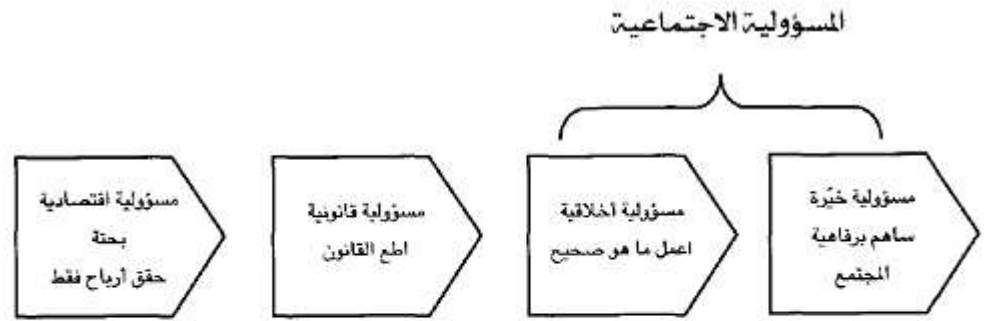 المسؤولية الاجتماعية
مسؤولية اقتصادية
بحتة
حقق أرباح فقط
مسؤولية قانونية
اطع القانون
مسؤولية أخلاقية
اعمل ما هو صحيح
مسؤولية خيّرة
ساهم برفاهية
المجتمع